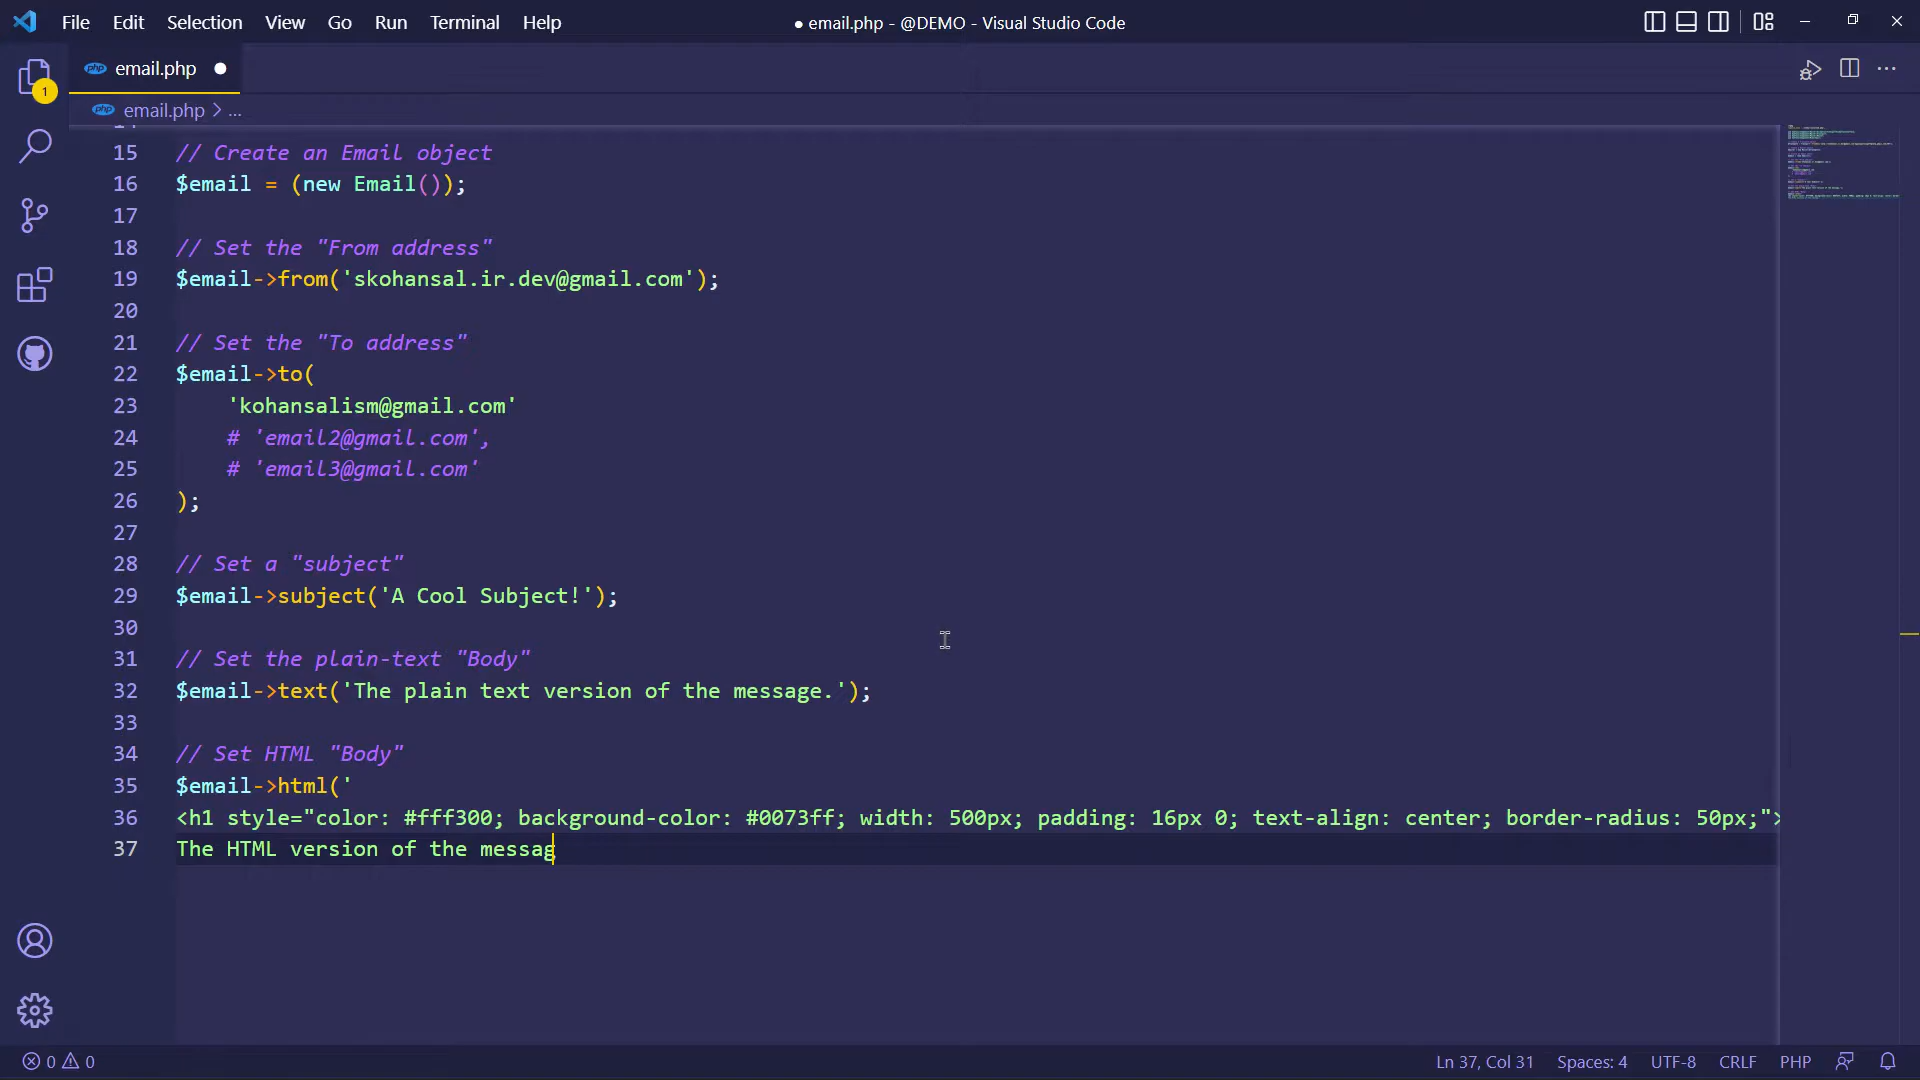 File Edit Selection View Go Run Terminal Help
● email.php - @DEMO - Visual Studio Code
1
php email.php ●
php email.php > ...
15 // Create an Email object
16 $email = (new Email());
17
18 // Set the "From address"
19 $email->from('skohansal.ir.dev@gmail.com');
20
21 // Set the "To address"
22 $email->to(
23     'kohansalism@gmail.com'
24     # 'email2@gmail.com',
25     # 'email3@gmail.com'
26 );
27
28 // Set a "subject"
29 $email->subject('A Cool Subject!');
30
31 // Set the plain-text "Body"
32 $email->text('The plain text version of the message.');
33
34 // Set HTML "Body"
35 $email->html('
36 <h1 style="color: #fff300; background-color: #0073ff; width: 500px; padding: 16px 0; text-align: center; border-radius: 50px;">
37 The HTML version of the messag
0 0
Ln 37, Col 31 Spaces: 4 UTF-8 CRLF PHP